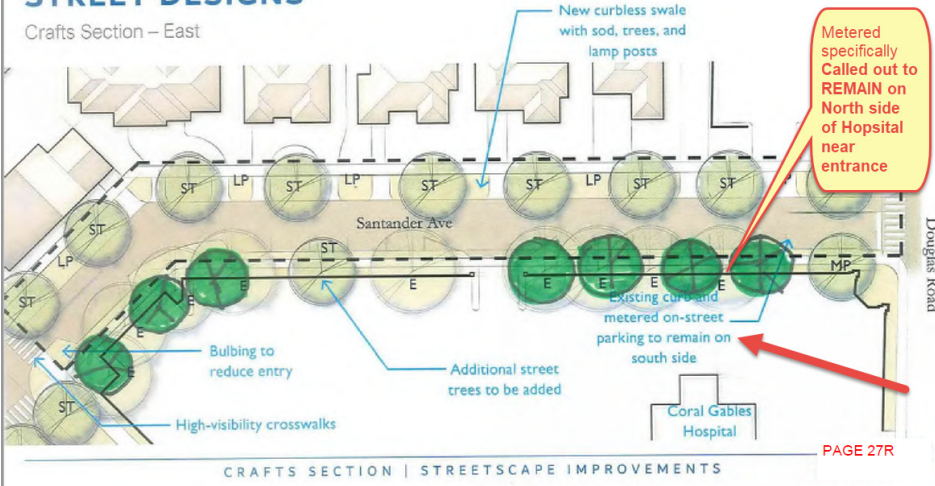 STREET DESIGNS
Crafts Section – East
New curbless swale
with sod, trees, and
lamp posts
Metered
specifically
Called out to
REMAIN on
North side
of Hopsital
near
entrance
ST
LP
ST
LP
ST
ST
LP
ST
ST
P
ST
LP
ST
Santander Ave
ST
E
E
E
E
E
E
MP
E
E
ST
Dougas Road
Existing curb and
metered on-street
parking to remain on
south side
Bulbing to
reduce entry
Additional street
trees to be added
High-visibility crosswalks
Coral Gables
Hospital
PAGE 27R
CRAFTS SECTION | STREETSCAPE IMPROVEMENTS